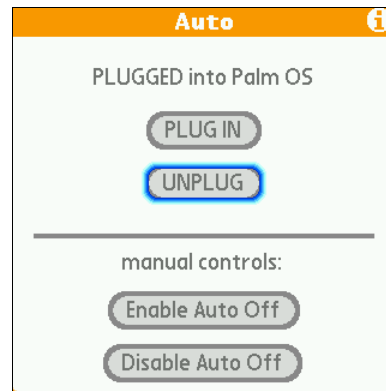 Auto
i
PLUGGED into Palm OS
PLUG IN
UNPLUG
manual controls:
Enable Auto Off
Disable Auto Off